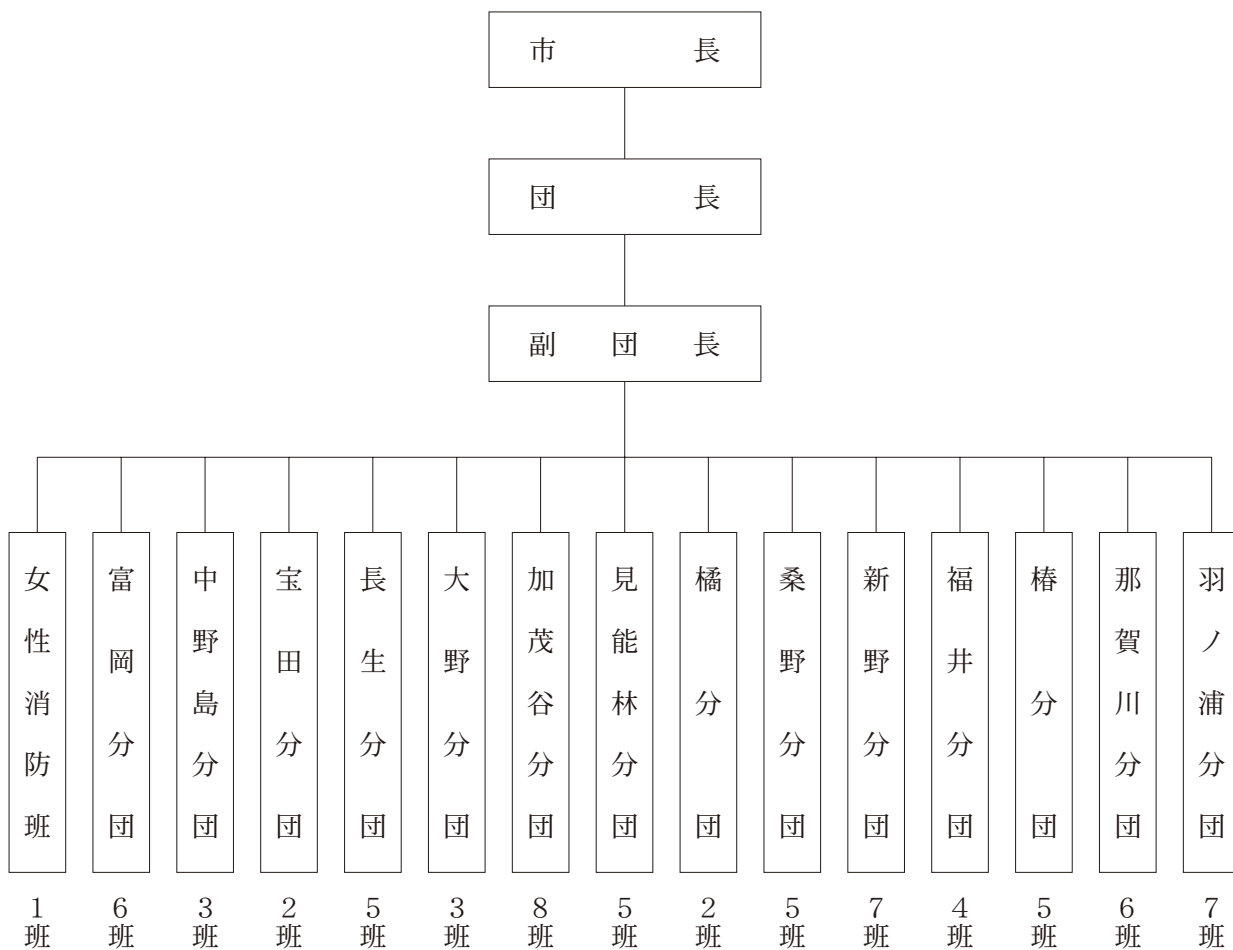 市長
団長
副団長
女性消防班
富岡分団
中野島分団
宝田分団
長生分団
大野分団
加茂谷分団
見能林分団
橘分団
桑野分団
新野分団
福井分団
椿分団
那賀川分団
羽ノ浦分団
1班
6班
3班
2班
5班
3班
8班
5班
2班
5班
7班
4班
5班
6班
7班